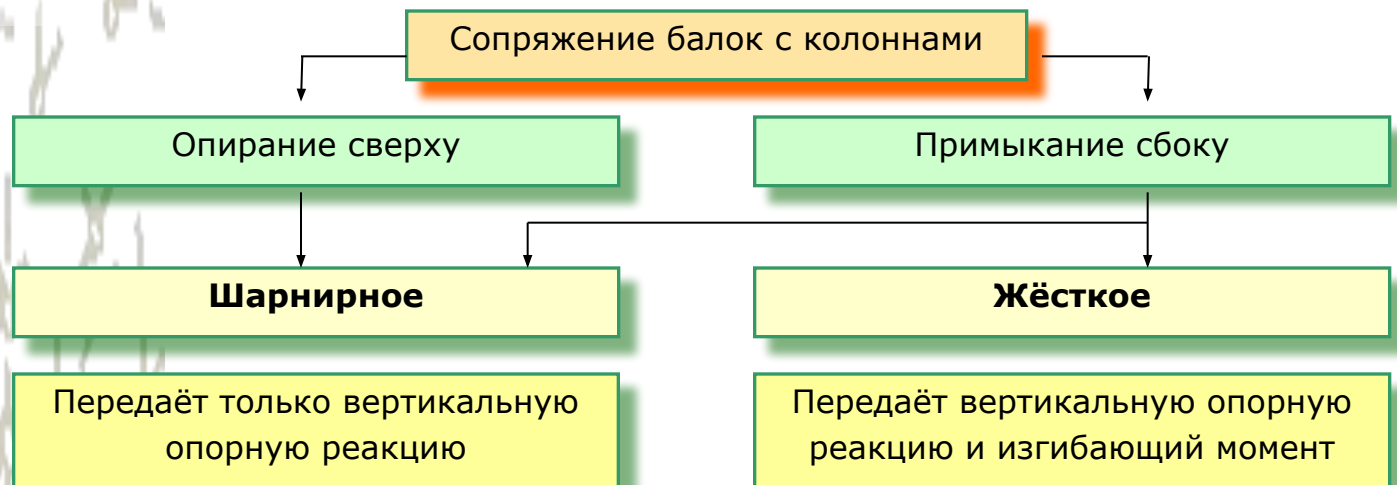 Сопряжение балок с колоннами
Опирание сверху
Примыкание сбоку
Шарнирное
Жёсткое
Передаёт только вертикальную
опорную реакцию
Передаёт вертикальную опорную
реакцию и изгибающий момент